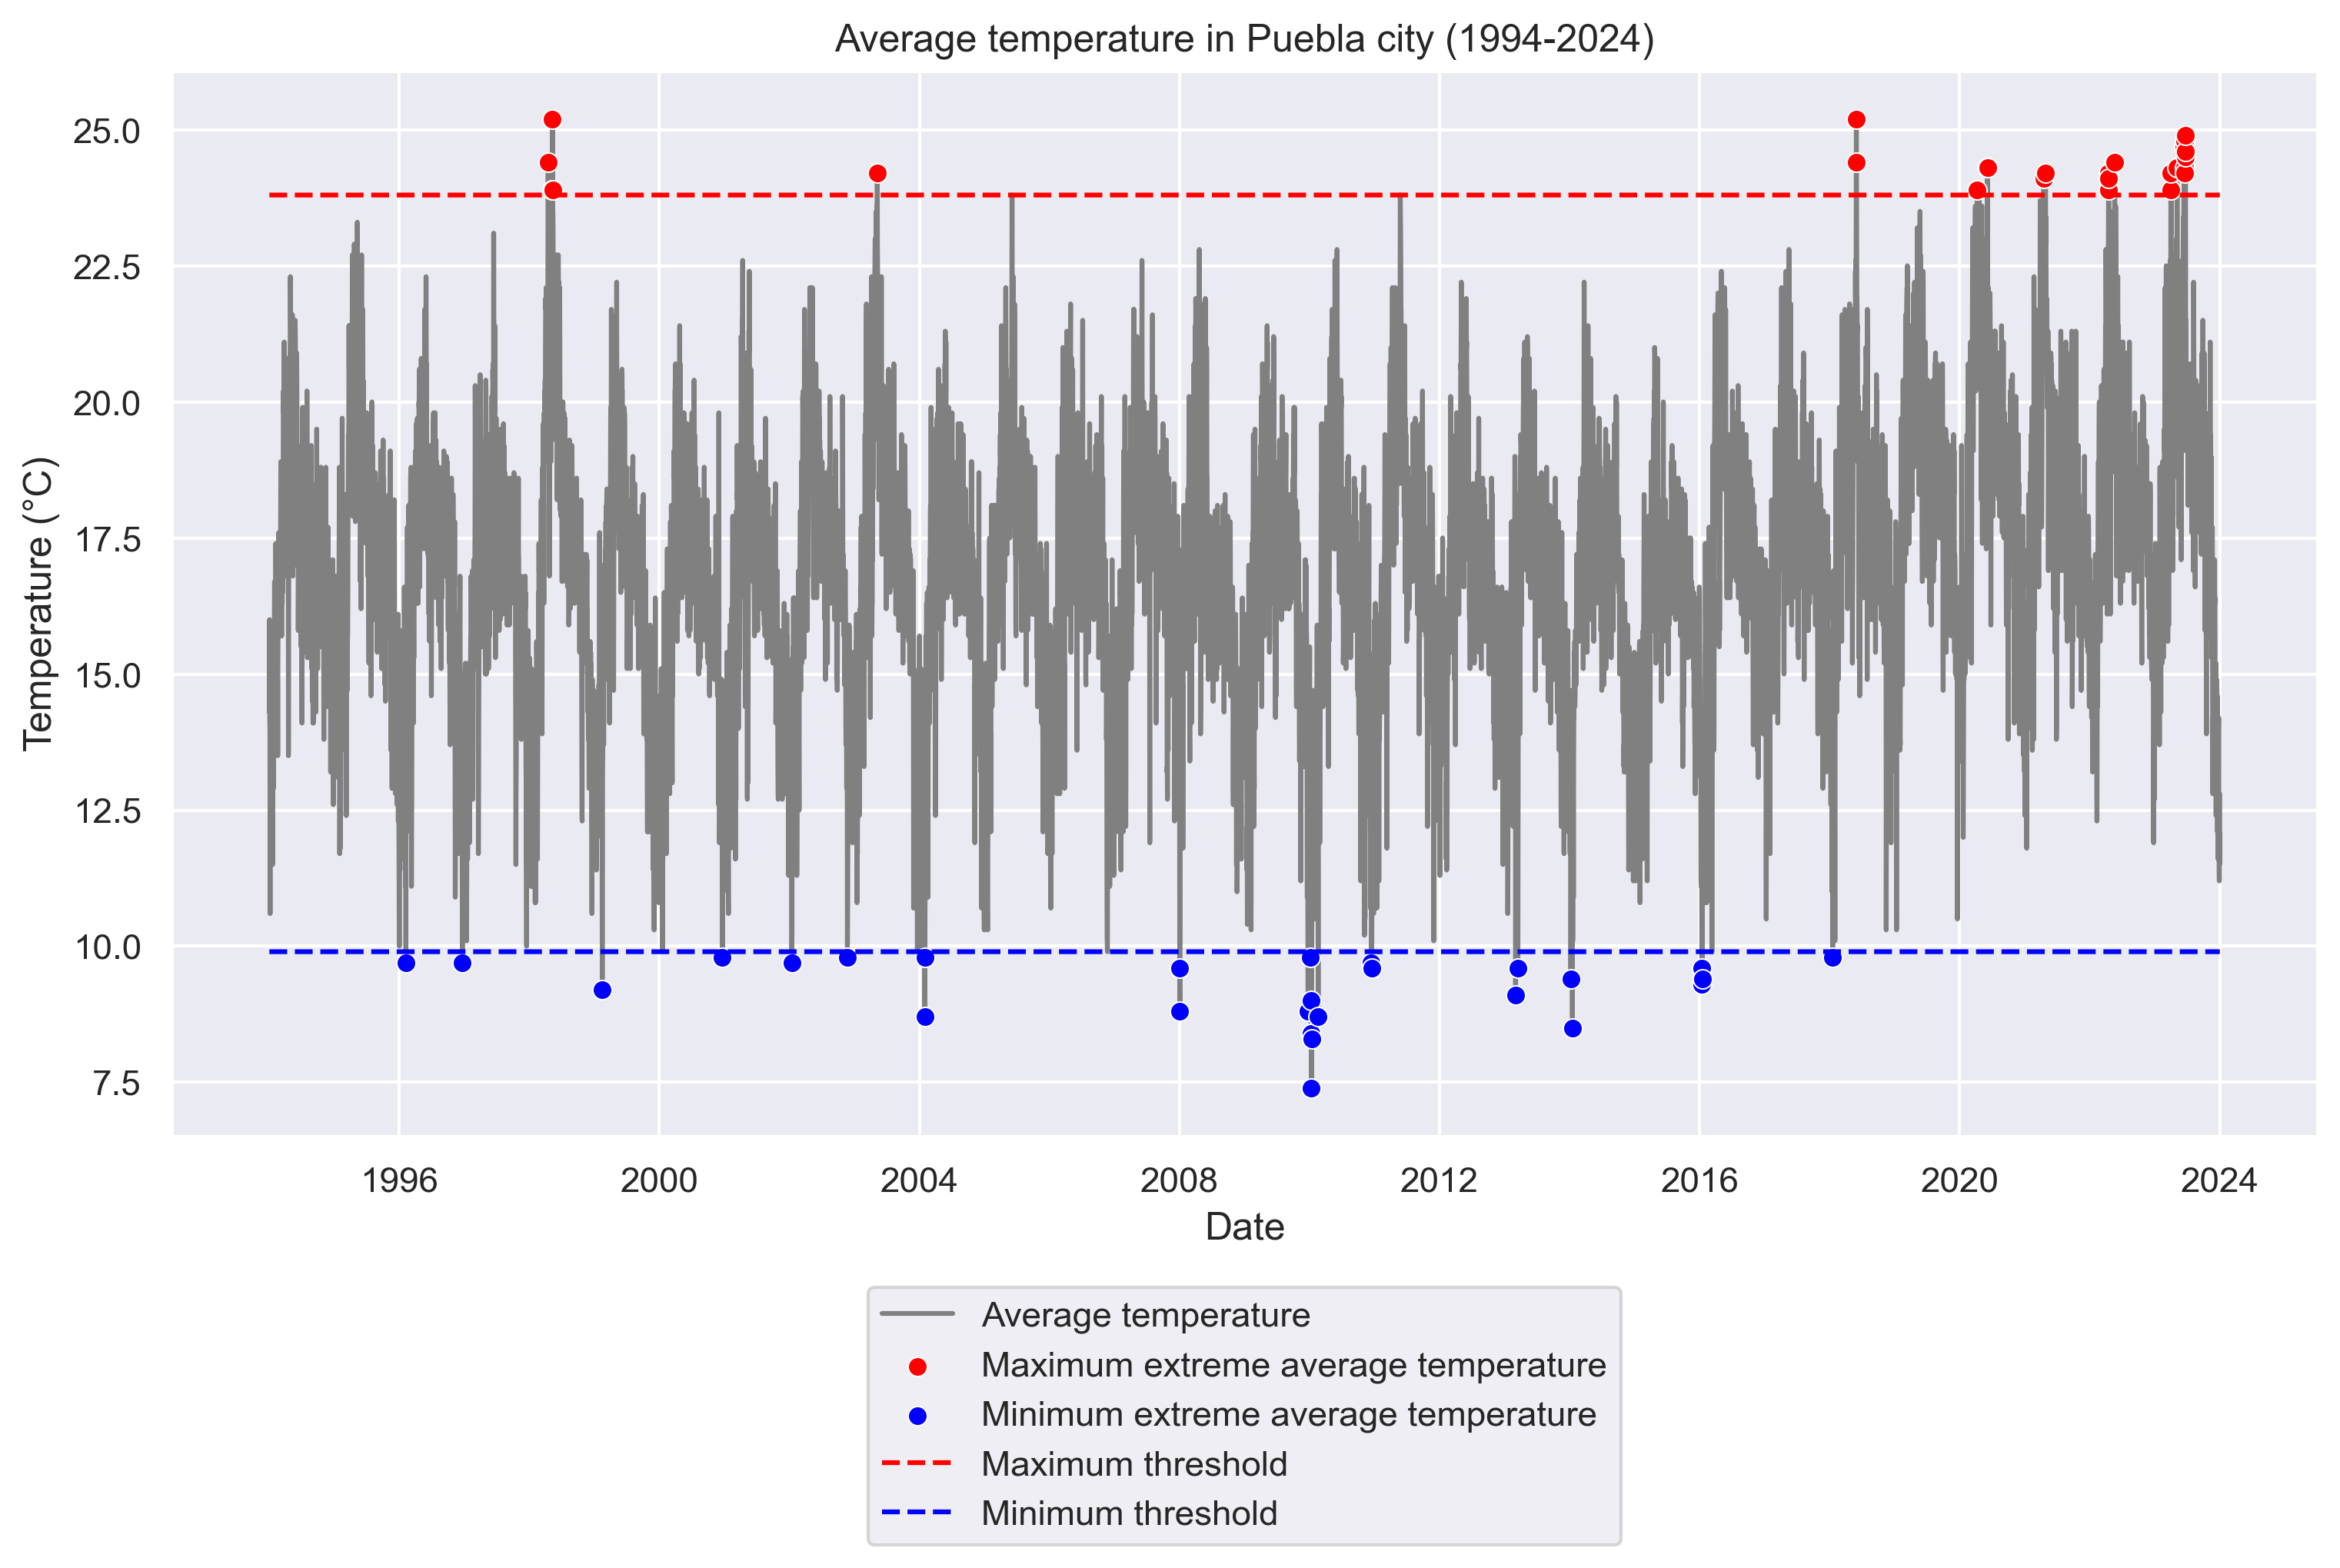 Average temperature in Puebla city (1994-2024)
25.0
22.5
20.0
17.5
15.0
12.5
10.0
7.5
Temperature (°C)
1996 2000 2004 2008 2012 2016 2020 2024
Date
Average temperature
Maximum extreme average temperature
Minimum extreme average temperature
Maximum threshold
Minimum threshold